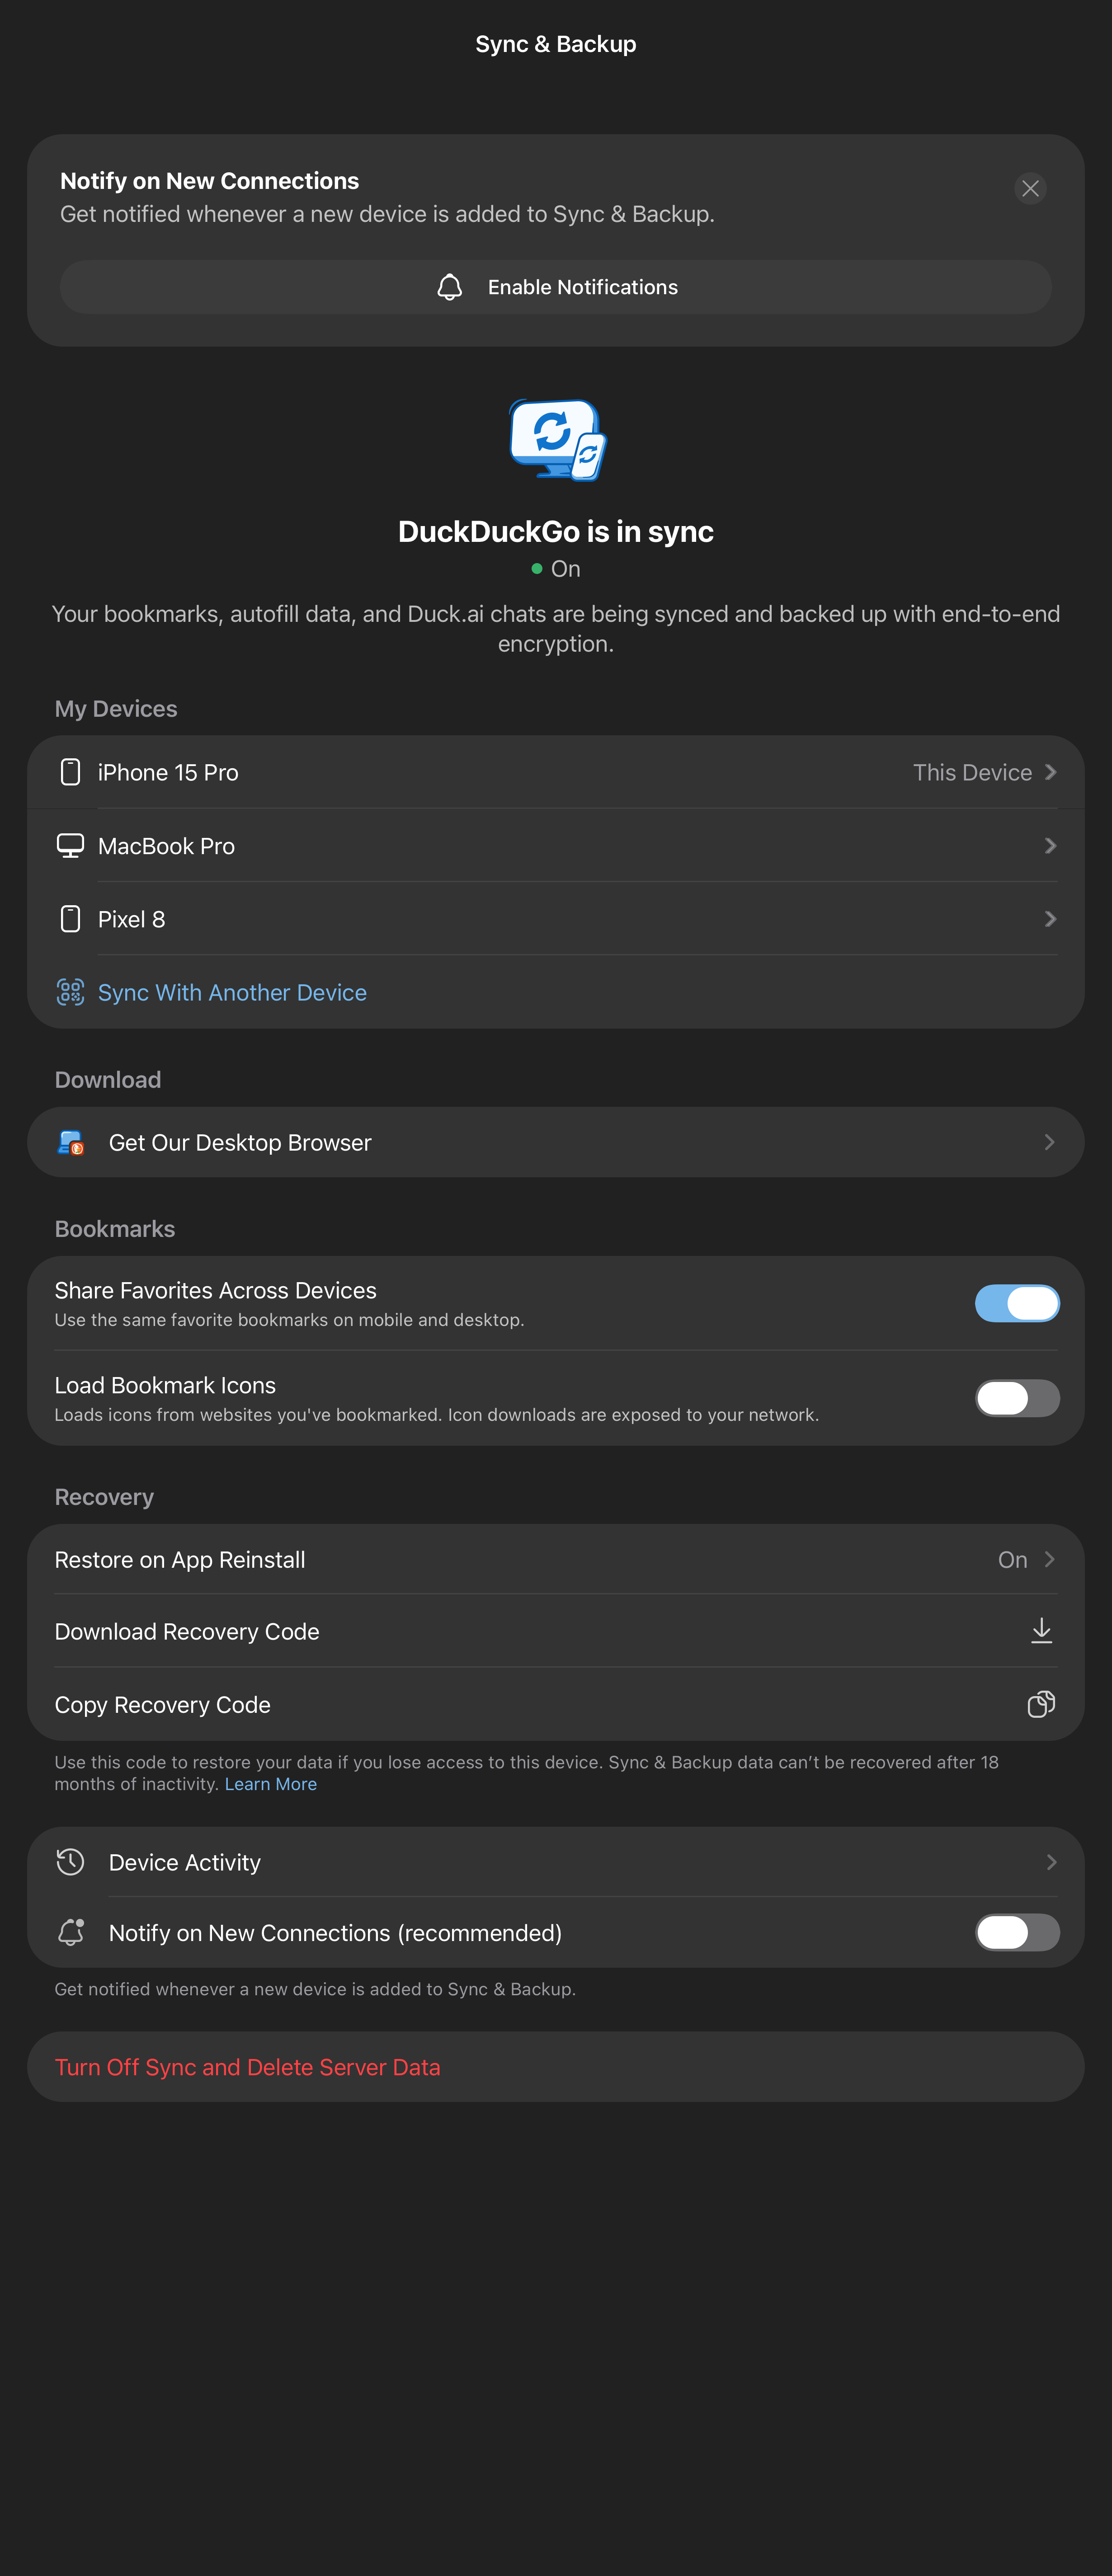 Sync & Backup
Notify on New Connections
Get notified whenever a new device is added to Sync & Backup.
Enable Notifications
DuckDuckGo is in sync
On
Your bookmarks, autofill data, and Duck.ai chats are being synced and backed up with end-to-end
encryption.
My Devices
iPhone 15 Pro This Device
MacBook Pro
Pixel 8
Sync With Another Device
Download
Get Our Desktop Browser
Bookmarks
Share Favorites Across Devices
Use the same favorite bookmarks on mobile and desktop.
Load Bookmark Icons
Loads icons from websites you've bookmarked. Icon downloads are exposed to your network.
Recovery
Restore on App Reinstall On
Download Recovery Code
Copy Recovery Code
Use this code to restore your data if you lose access to this device. Sync & Backup data can’t be recovered after 18
months of inactivity. Learn More
Device Activity
Notify on New Connections (recommended)
Get notified whenever a new device is added to Sync & Backup.
Turn Off Sync and Delete Server Data